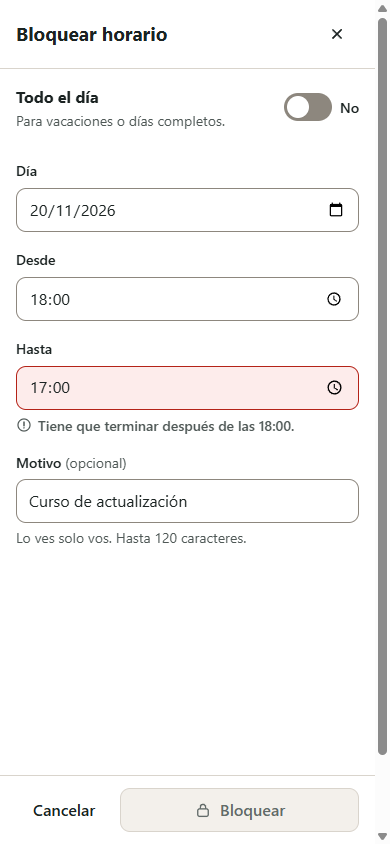 Bloquear horario
Todo el día
Para vacaciones o días completos.
No
Día
20/11/2026
Desde
18:00
Hasta
17:00
Tiene que terminar después de las 18:00.
Motivo (opcional)
Curso de actualización
Lo ves solo vos. Hasta 120 caracteres.
Cancelar
Bloquear